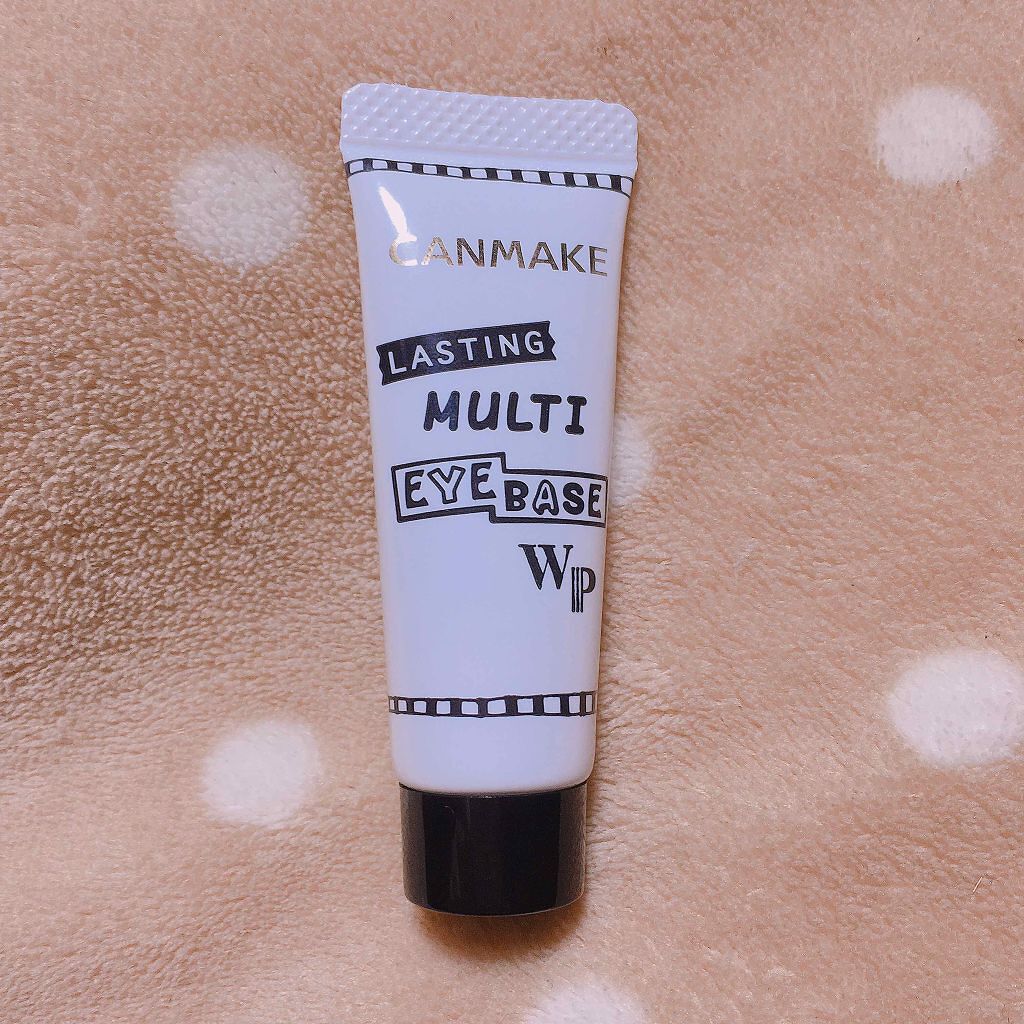 CANMAKE
LASTING
MULTI
EYE BASE
WP